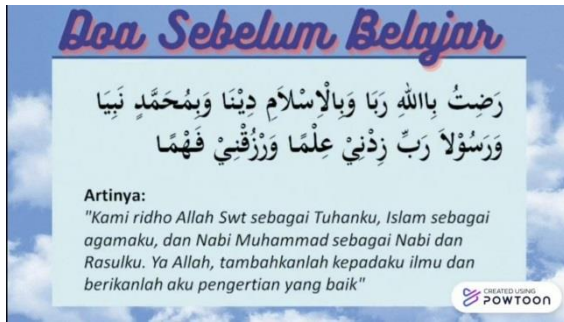 Doa Sebelum Belajar
رَضِتُ بِاللهِ رَبَا وَبِالْاِسْلَامِ دِيْنَا وَبِمُحَمَّدٍ نَبِيَا
وَرَسُوْلاَ رَبِّ زِدْنِيْ عِلْمًا وَرْزُقْنِيْ فَهْمًا
Artinya:
"Kami ridho Allah Swt sebagai Tuhanku, Islam sebagai
agamaku, dan Nabi Muhammad sebagai Nabi dan
Rasulku. Ya Allah, tambahkanlah kepadaku ilmu dan
berikanlah aku pengertian yang baik"
CREATED USING
POWTOON